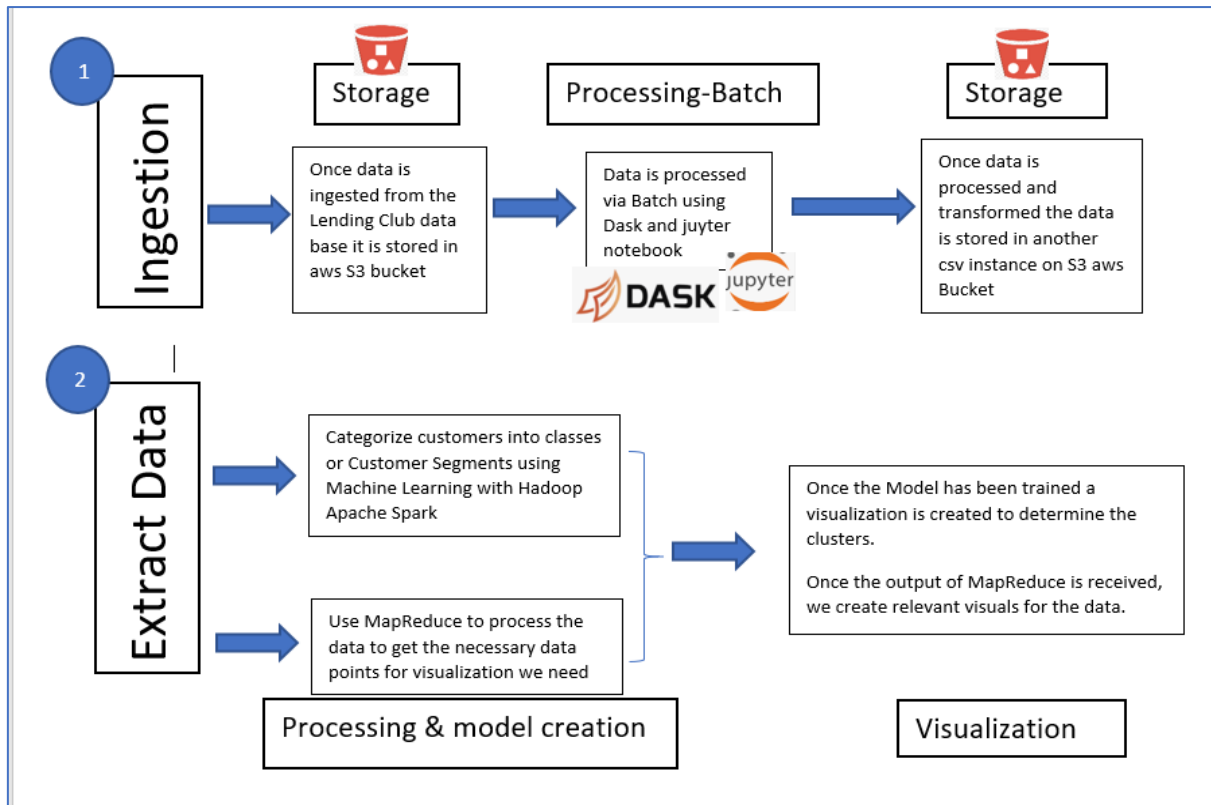 1
Ingestion
Storage
Once data is
ingested from the
Lending Club data
base it is stored in
aws S3 bucket
Processing-Batch
Data is processed
via Batch using
Dask and juyter
notebook
DASK
jupyter
Storage
Once data is
processed and
transformed the data
is stored in another
csv instance on S3 aws
Bucket
2
Extract Data
Categorize customers into classes
or Customer Segments using
Machine Learning with Hadoop
Apache Spark
Use MapReduce to process the
data to get the necessary data
points for visualization we need
Processing & model creation
Once the Model has been trained a
visualization is created to determine the
clusters.
Once the output of MapReduce is received,
we create relevant visuals for the data.
Visualization